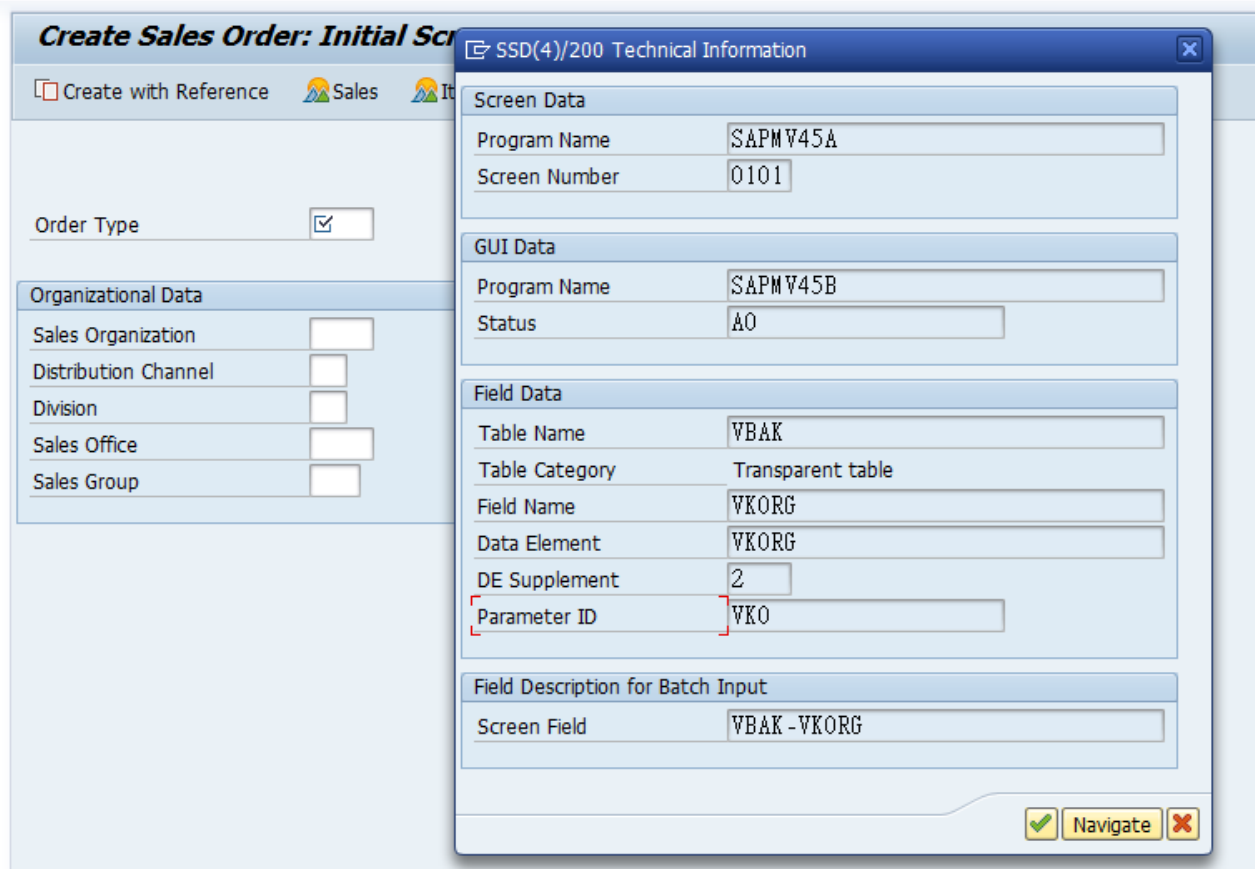 Create Sales Order: Initial Scr
Create with Reference Sales It
Order Type
Organizational Data
Sales Organization
Distribution Channel
Division
Sales Office
Sales Group
SSD(4)/200 Technical Information
Screen Data
Program Name SAPMV45A
Screen Number 0101
GUI Data
Program Name SAPMV45B
Status A0
Field Data
Table Name VBAK
Table Category Transparent table
Field Name VKORG
Data Element VKORG
DE Supplement 2
Parameter ID VKO
Field Description for Batch Input
Screen Field VBAK-VKORG
Navigate